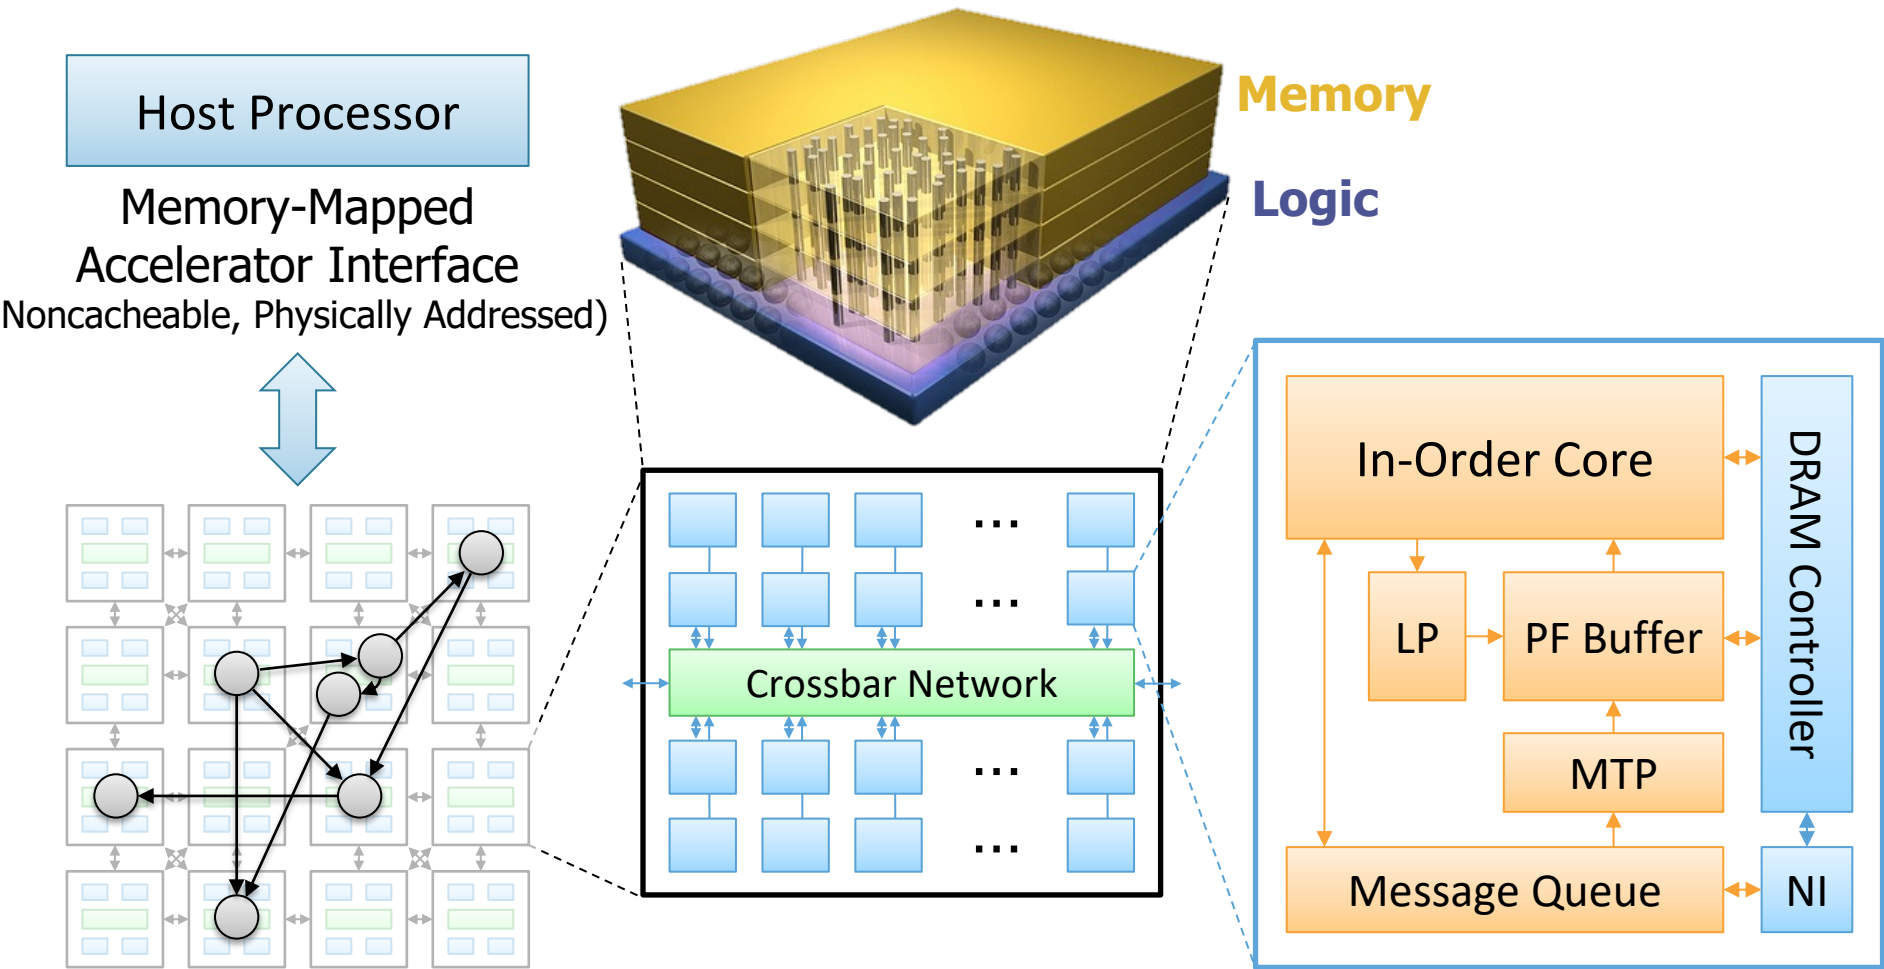 Host Processor
Memory-Mapped
Accelerator Interface
Noncacheable, Physically Addressed)
Memory
Logic
...
...
Crossbar Network
...
...
In-Order Core
LP
PF Buffer
MTP
Message Queue
DRAM Controller
NI